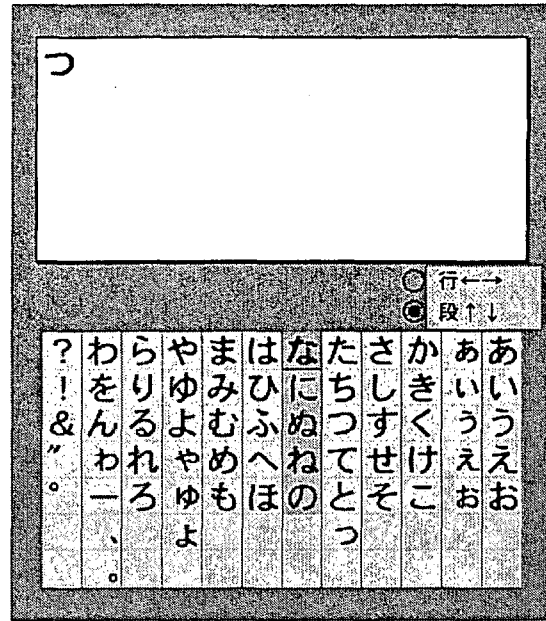 つ
行←→
段↑↓
あいうえお
ぁぃぅぇぉ
かきくけこ
さしすせそ
たちつてとっ
なにぬねの
はひふへほ
まみむめも
やゆよゃゅょ
らりるれろ
わをんゎー、。
?!&”°